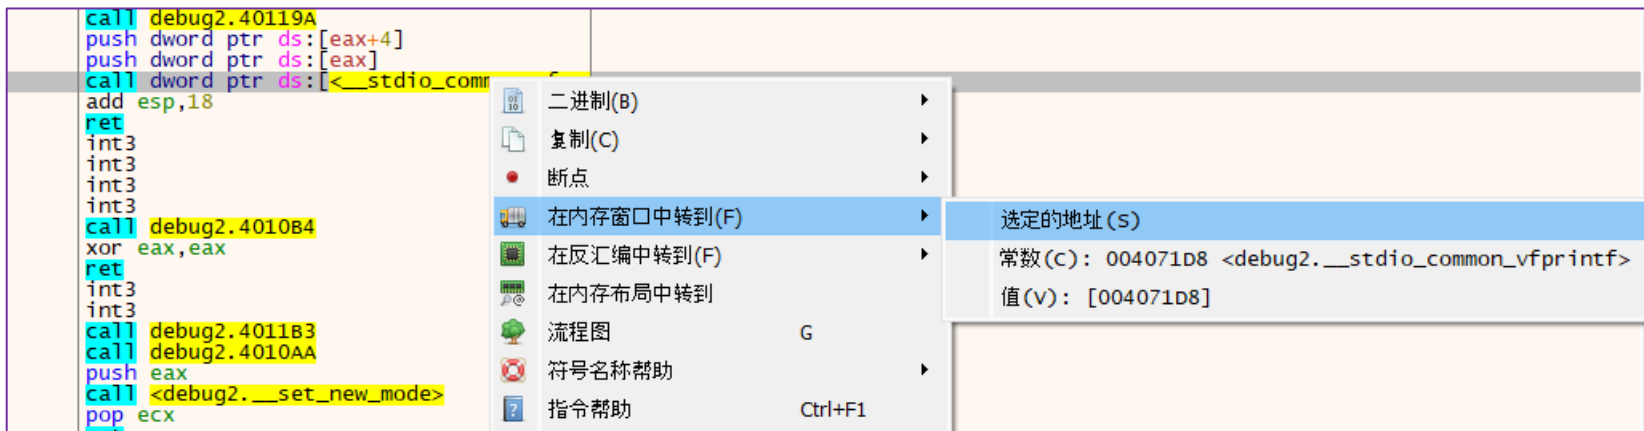 call debug2.40119A
push dword ptr ds:[eax+4]
push dword ptr ds:[eax]
call dword ptr ds:[<__stdio_comm
add esp,18
ret
int3
int3
int3
int3
call debug2.4010B4
xor eax,eax
ret
int3
int3
call debug2.4011B3
call debug2.4010AA
push eax
call <debug2.__set_new_mode>
pop ecx
二进制(B)
复制(C)
断点
在内存窗口中转到(F)
在反汇编中转到(F)
在内存布局中转到
流程图 G
符号名称帮助
指令帮助 Ctrl+F1
选定的地址(S)
常数(C): 004071D8 <debug2.__stdio_common_vfprintf>
值(V): [004071D8]